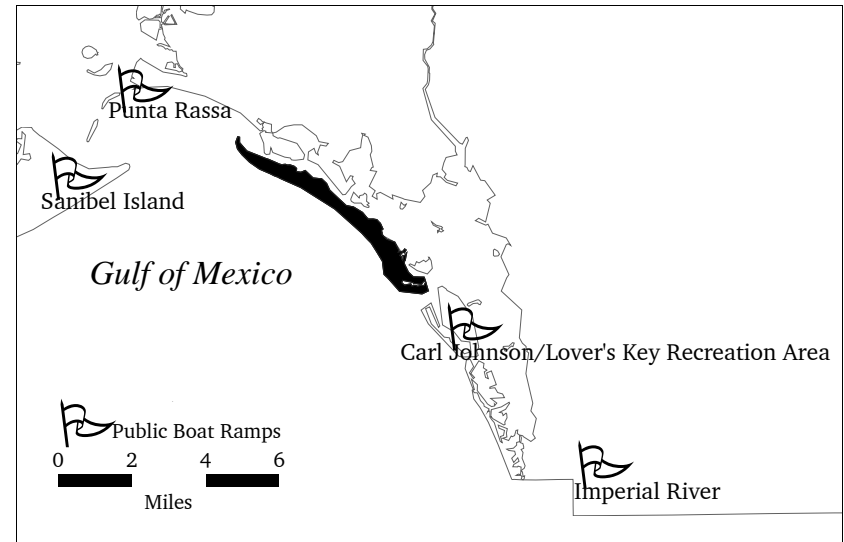 Punta Rassa
Sanibel Island
Gulf of Mexico
Carl Johnson/Lover's Key Recreation Area
Public Boat Ramps
0 2 4 6
Miles
Imperial River